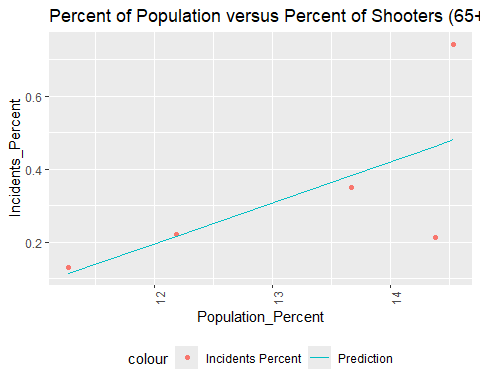 Percent of Population versus Percent of Shooters (65+
Incidents_Percent
0.6
0.4
0.2
12
13
14
Population_Percent
colour
Incidents Percent
Prediction